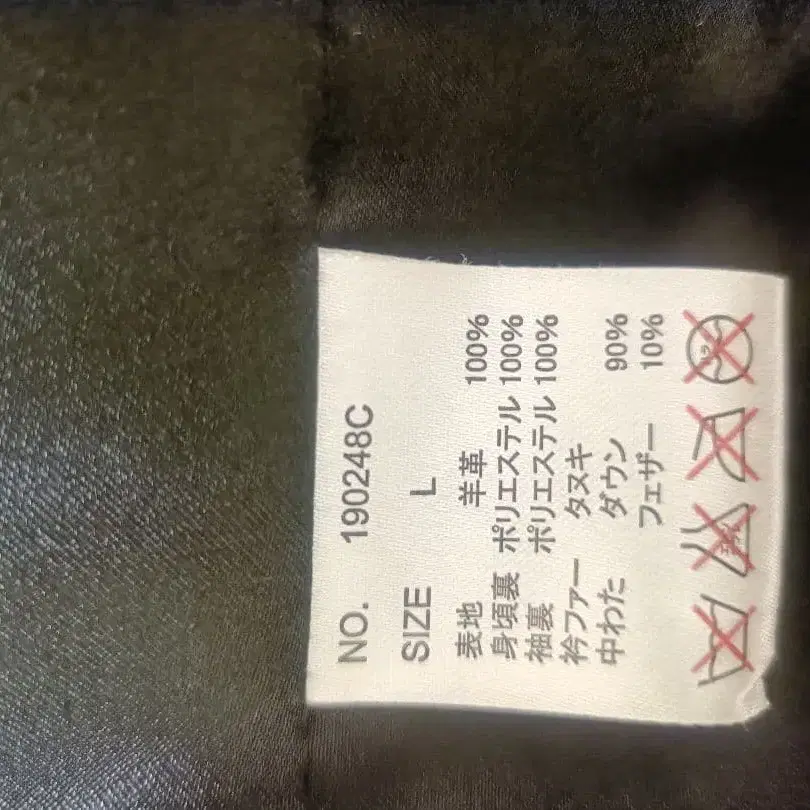 NO. 190248C
SIZE L
表地 羊革 100%
身頃裏 ポリエステル 100%
袖裏 ポリエステル 100%
衿ファー タヌキ
中わた ダウン 90%
フェザー 10%